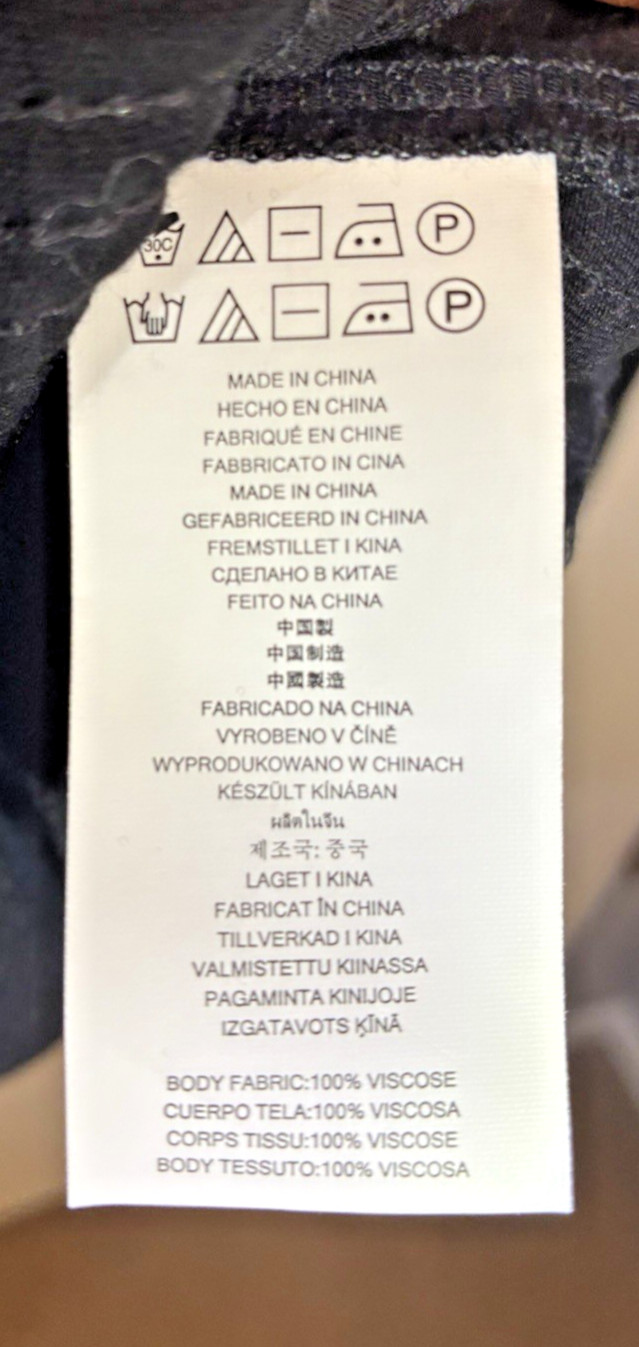 30C P
P
MADE IN CHINA
HECHO EN CHINA
FABRIQUÉ EN CHINE
FABBRICATO IN CINA
MADE IN CHINA
GEFABRICEERD IN CHINA
FREMSTILLET I KINA
СДЕЛАНО В КИТАЕ
FEITO NA CHINA
中国製
中国制造
中國製造
FABRICADO NA CHINA
VYROBENO V ČÍNĚ
WYPRODUKOWANO W CHINACH
KÉSZÜLT KÍNÁBAN
ผลิตในจีน
제조국: 중국
LAGET I KINA
FABRICAT ÎN CHINA
TILLVERKAD I KINA
VALMISTETTU KIINASSA
PAGAMINTA KINIJOJE
IZGATAVOTS ĶĪNĀ
BODY FABRIC:100% VISCOSE
CUERPO TELA:100% VISCOSA
CORPS TISSU:100% VISCOSE
BODY TESSUTO:100% VISCOSA